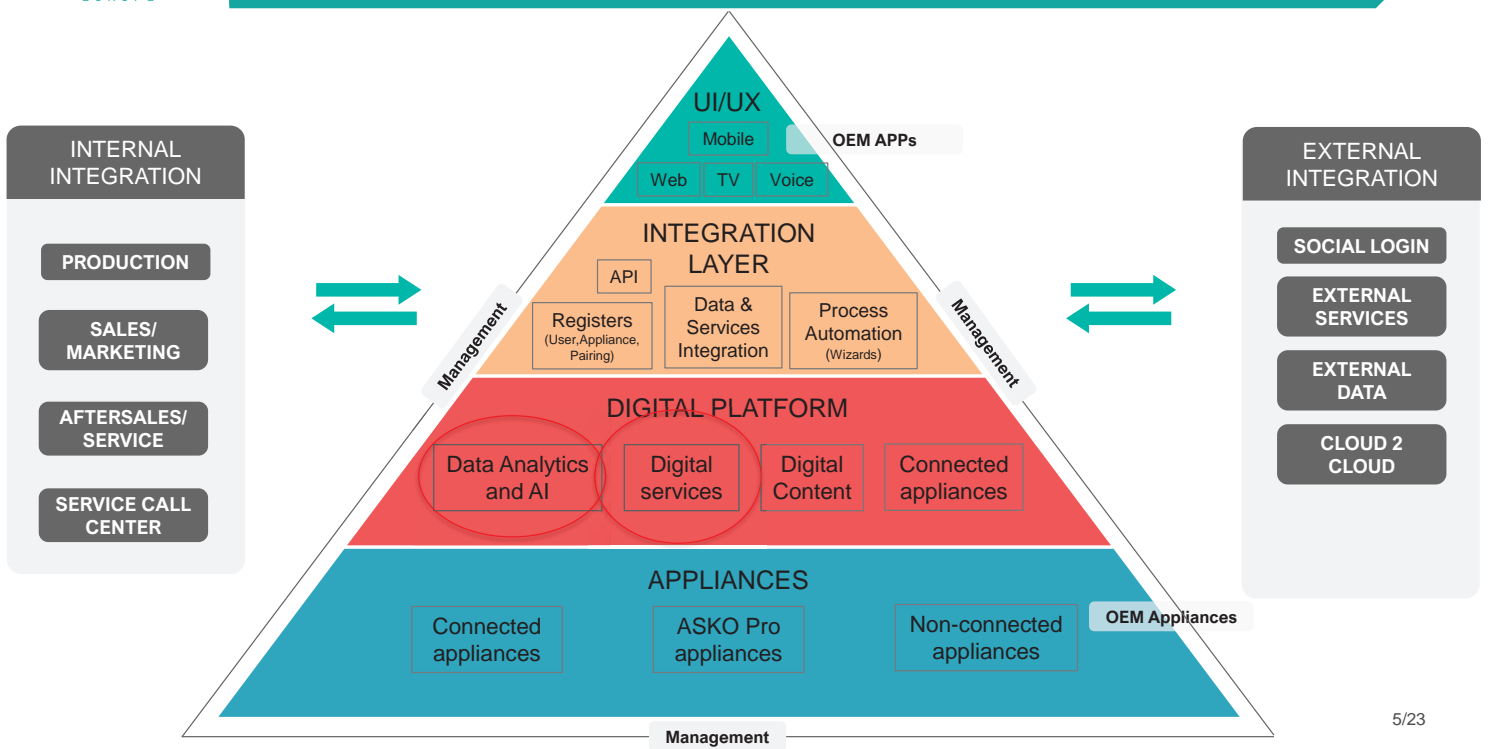 UI/UX
Mobile
OEM APPs
Web
TV
Voice
INTERNAL
INTEGRATION
PRODUCTION
SALES/
MARKETING
AFTERSALES/
SERVICE
SERVICE CALL
CENTER
INTEGRATION
LAYER
API
Registers
(User,Appliance,
Pairing)
Data &
Services
Integration
Process
Automation
(Wizards)
Management
Management
DIGITAL PLATFORM
Data Analytics
and AI
Digital
services
Digital
Content
Connected
appliances
APPLIANCES
Connected
appliances
ASKO Pro
appliances
Non-connected
appliances
OEM Appliances
Management
EXTERNAL
INTEGRATION
SOCIAL LOGIN
EXTERNAL
SERVICES
EXTERNAL
DATA
CLOUD 2
CLOUD
5/23